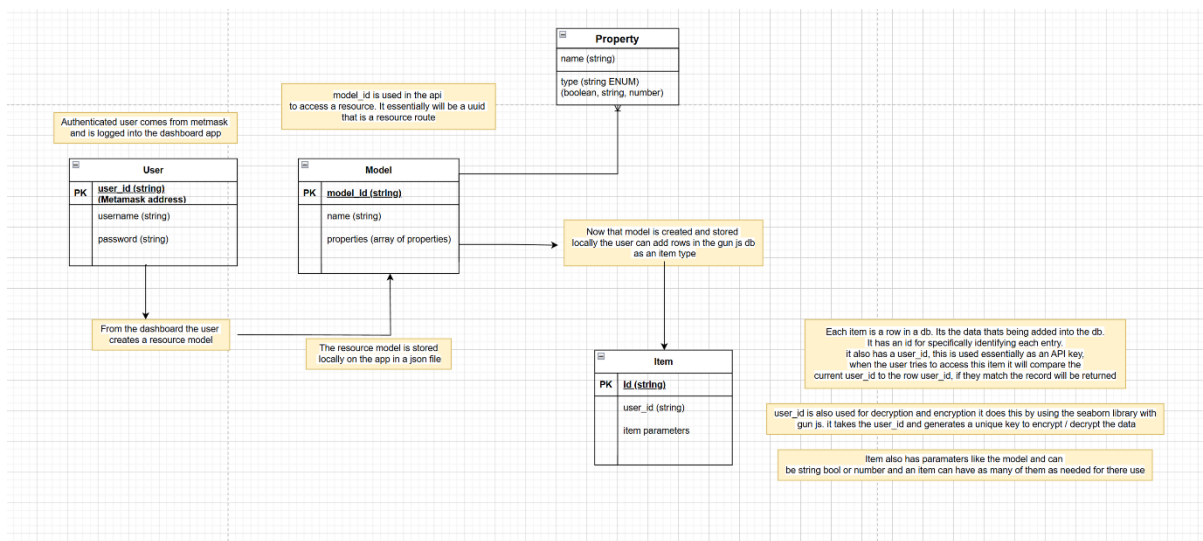 Property
name (string)
type (string ENUM)
(boolean, string, number)
model_id is used in the api
to access a resource. It essentially will be a uuid
that is a resource route
Authenticated user comes from metmask
and is logged into the dashboard app
User
PK
user_id (string)
(Metamask address)
username (string)
password (string)
Model
PK
model_id (string)
name (string)
properties (array of properties)
Now that model is created and stored
locally the user can add rows in the gun js db
as an item type
From the dashboard the user
creates a resource model
The resource model is stored
locally on the app in a json file
Item
PK
id (string)
user_id (string)
item parameters
Each item is a row in a db. Its the data thats being added into the db.
It has an id for specifically identifying each entry.
it also has a user_id, this is used essentially as an API key,
when the user tries to access this item it will compare the
current user_id to the row user_id, if they match the record will be returned
user_id is also used for decryption and encryption it does this by using the seaborn library with
gun js. it takes the user_id and generates a unique key to encrypt / decrypt the data
Item also has paramaters like the model and can
be string bool or number and an item can have as many of them as needed for there use